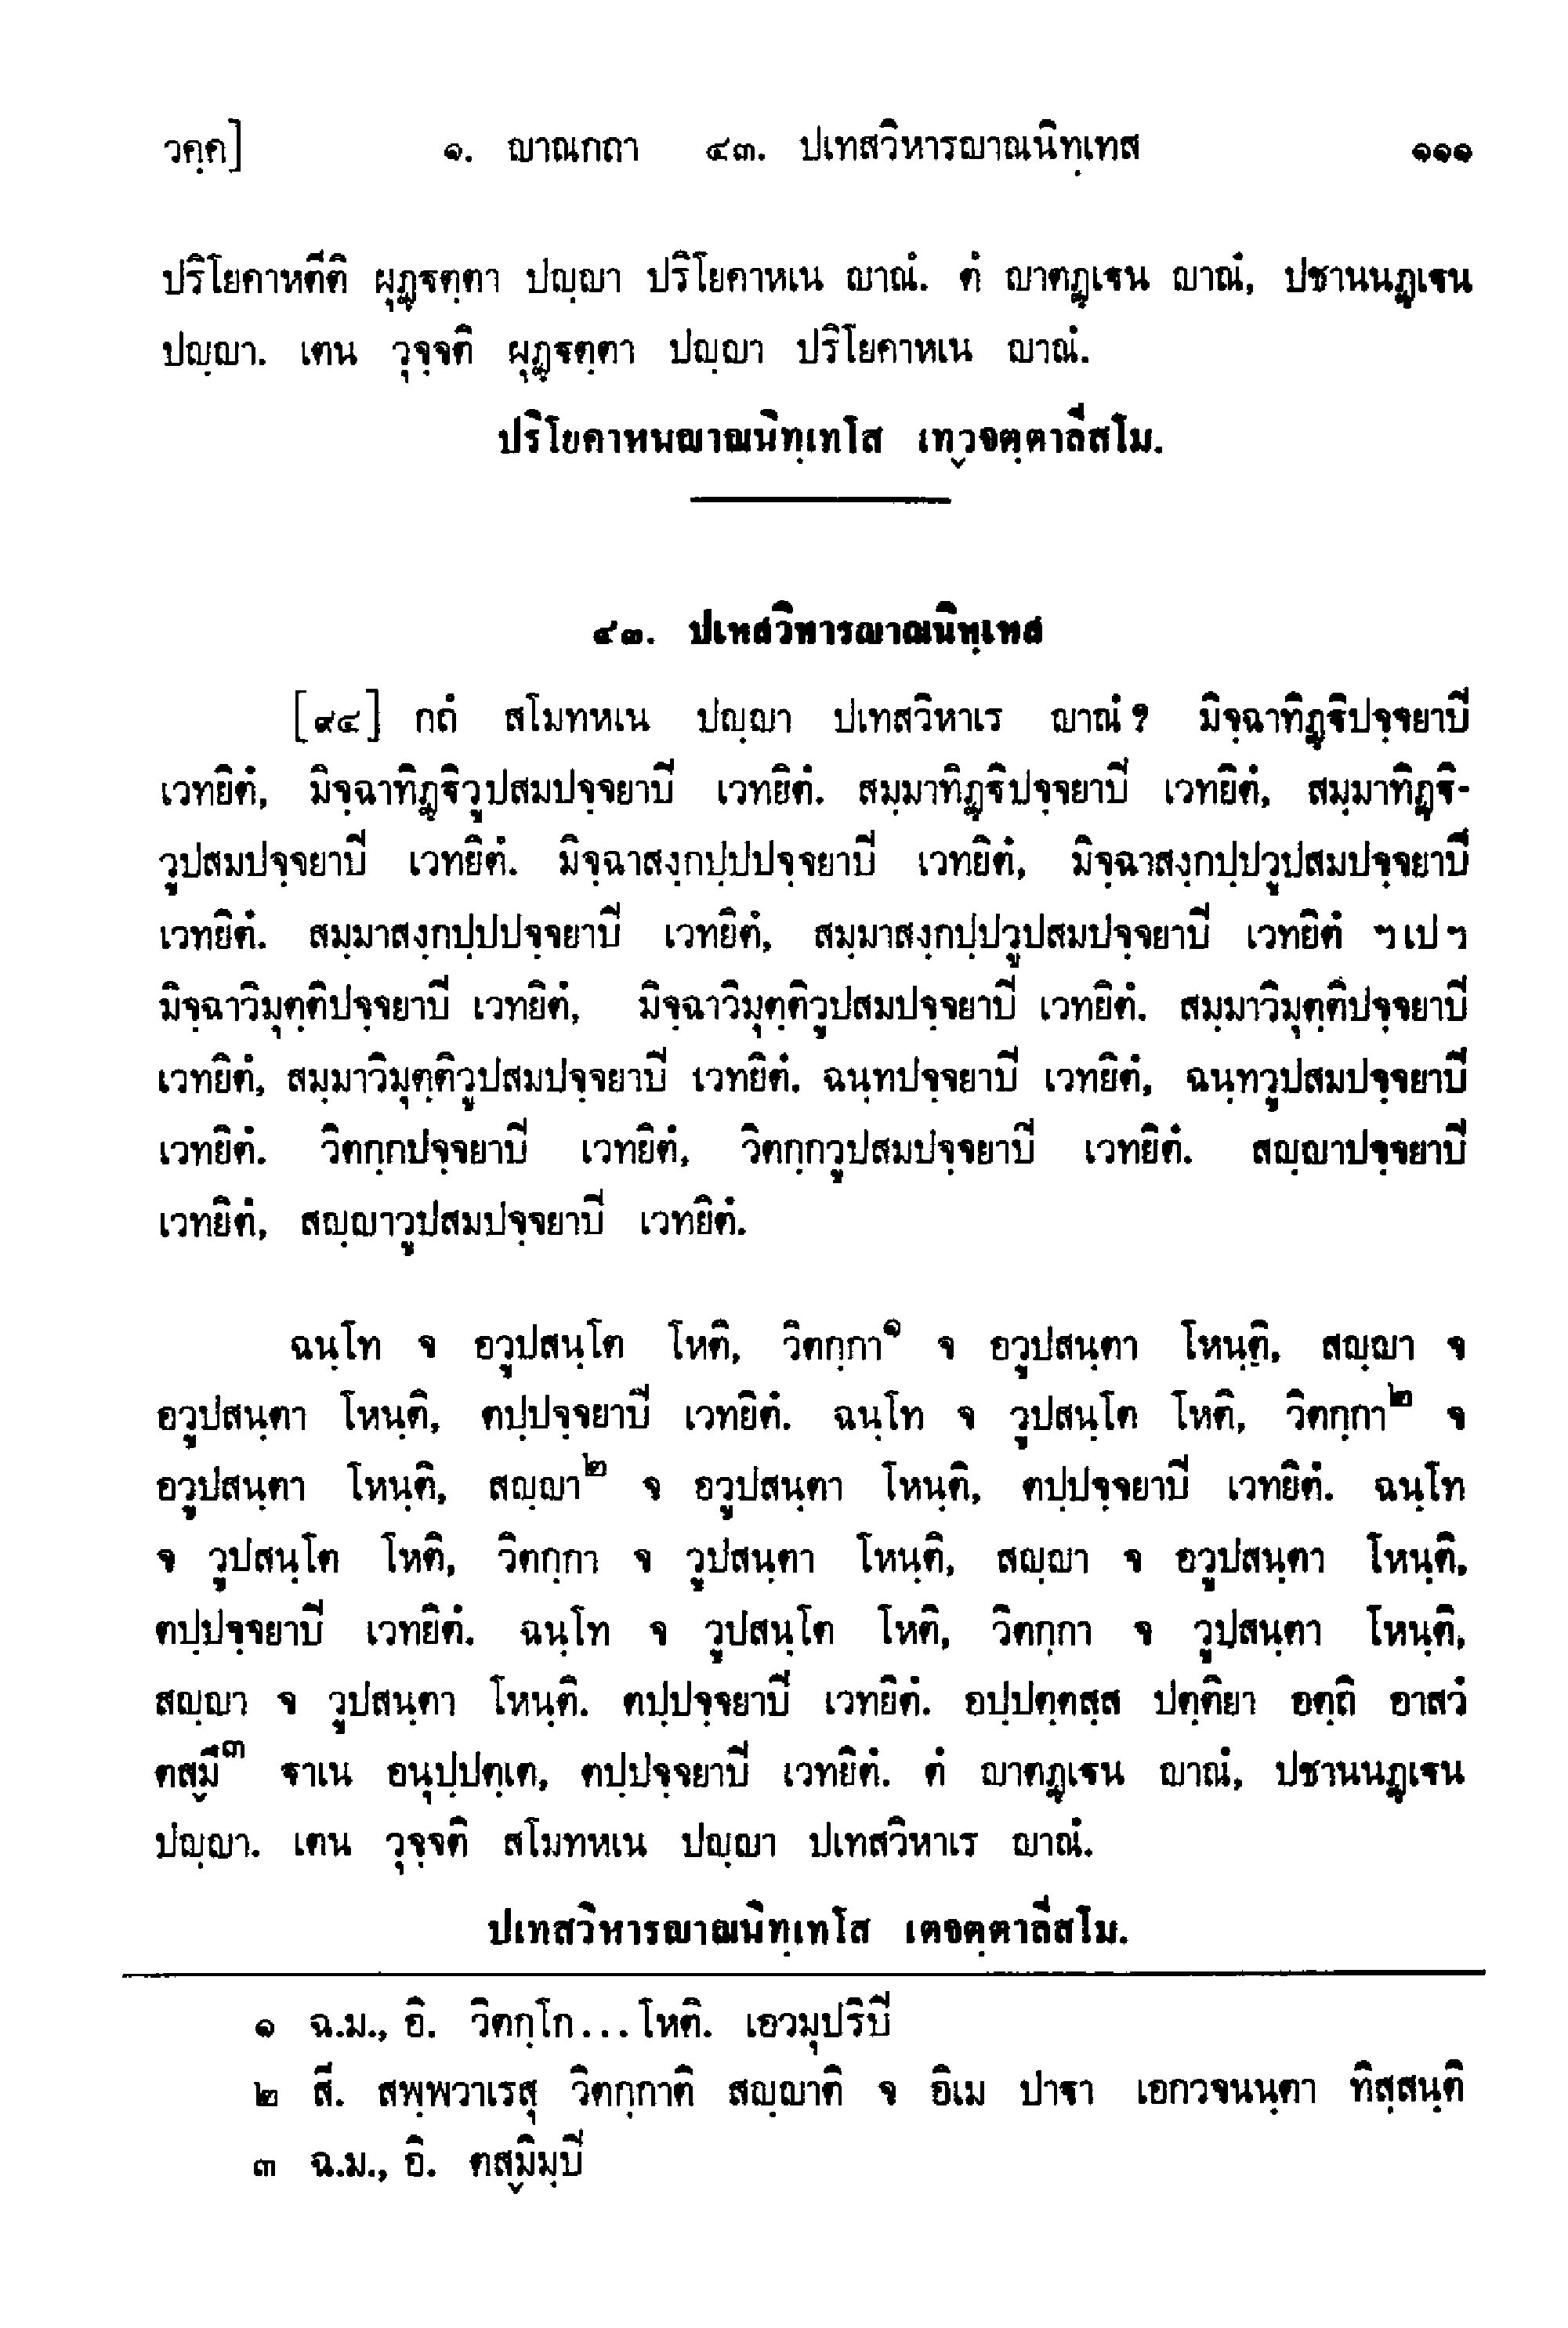 วคฺค] ๑. ญาณกถา ๔๓. ปเทสวิหารญาณนิทฺเทส ๑๑๑
ปริโยคาหตีติ ผุฏฺฐตฺตา ปญฺญา ปริโยคาหเน ญาณํ. ตํ ญาตฏฺเฐน ญาณํ, ปชานนฏฺเฐน
ปญฺญา. เตน วุจฺจติ ผุฏฺฐตฺตา ปญฺญา ปริโยคาหเน ญาณํ.
ปริโยคาหนญาณนิทฺเทโส เทฺวจตฺตาลีสโม.
๔๓. ปเทสวิหารญาณนิทฺเทส
[๙๔] กถํ สโมทหเน ปญฺญา ปเทสวิหาเร ญาณํ? มิจฺฉาทิฏฺฐิปจฺจยาปิ
เวทยิตํ, มิจฺฉาทิฏฺฐิวูปสมปจฺจยาปิ เวทยิตํ. สมฺมาทิฏฺฐิปจฺจยาปิ เวทยิตํ, สมฺมาทิฏฺฐิ-
วูปสมปจฺจยาปิ เวทยิตํ. มิจฺฉาสงฺกปฺปปจฺจยาปิ เวทยิตํ, มิจฺฉาสงฺกปฺปวูปสมปจฺจยาปิ
เวทยิตํ. สมฺมาสงฺกปฺปปจฺจยาปิ เวทยิตํ, สมฺมาสงฺกปฺปวูปสมปจฺจยาปิ เวทยิตํ ฯ เป ฯ
มิจฺฉาวิมุตฺติปจฺจยาปิ เวทยิตํ, มิจฺฉาวิมุตฺติวูปสมปจฺจยาปิ เวทยิตํ. สมฺมาวิมุตฺติปจฺจยาปิ
เวทยิตํ, สมฺมาวิมุตฺติวูปสมปจฺจยาปิ เวทยิตํ. ฉนฺทปจฺจยาปิ เวทยิตํ, ฉนฺทวูปสมปจฺจยาปิ
เวทยิตํ. วิตกฺกปจฺจยาปิ เวทยิตํ, วิตกฺกวูปสมปจฺจยาปิ เวทยิตํ. สญฺญาปจฺจยาปิ
เวทยิตํ, สญฺญาวูปสมปจฺจยาปิ เวทยิตํ.
ฉนฺโท จ อวูปสนฺโต โหติ, วิตกฺกา๑ จ อวูปสนฺตา โหนฺติ, สญฺญา จ
อวูปสนฺตา โหนฺติ, ตปฺปจฺจยาปิ เวทยิตํ. ฉนฺโท จ วูปสนฺโต โหติ, วิตกฺกา๒ จ
อวูปสนฺตา โหนฺติ, สญฺญา๒ จ อวูปสนฺตา โหนฺติ, ตปฺปจฺจยาปิ เวทยิตํ. ฉนฺโท
จ วูปสนฺโต โหติ, วิตกฺกา จ วูปสนฺตา โหนฺติ, สญฺญา จ อวูปสนฺตา โหนฺติ,
ตปฺปจฺจยาปิ เวทยิตํ. ฉนฺโท จ วูปสนฺโต โหติ, วิตกฺกา จ วูปสนฺตา โหนฺติ,
สญฺญา จ วูปสนฺตา โหนฺติ. ตปฺปจฺจยาปิ เวทยิตํ. อปฺปตฺตสฺส ปตฺติยา อตฺถิ อาสวํ
ตสฺมึ๓ ฐาเน อนุปฺปตฺเต, ตปฺปจฺจยาปิ เวทยิตํ. ตํ ญาตฏฺเฐน ญาณํ, ปชานนฏฺเฐน
ปญฺญา. เตน วุจฺจติ สโมทหเน ปญฺญา ปเทสวิหาเร ญาณํ.
ปเทสวิหารญาณนิทฺเทโส เตจตฺตาลีสโม.
๑ ฉ.ม., อิ. วิตกฺโก...โหติ. เอวมุปริปิ
๒ สี. สพฺพวาเรสุ วิตกฺกาติ สญฺญาติ จ อิเม ปาฐา เอกวจนนฺตา ทิสฺสนฺติ
๓ ฉ.ม., อิ. ตสฺมิมฺปิ